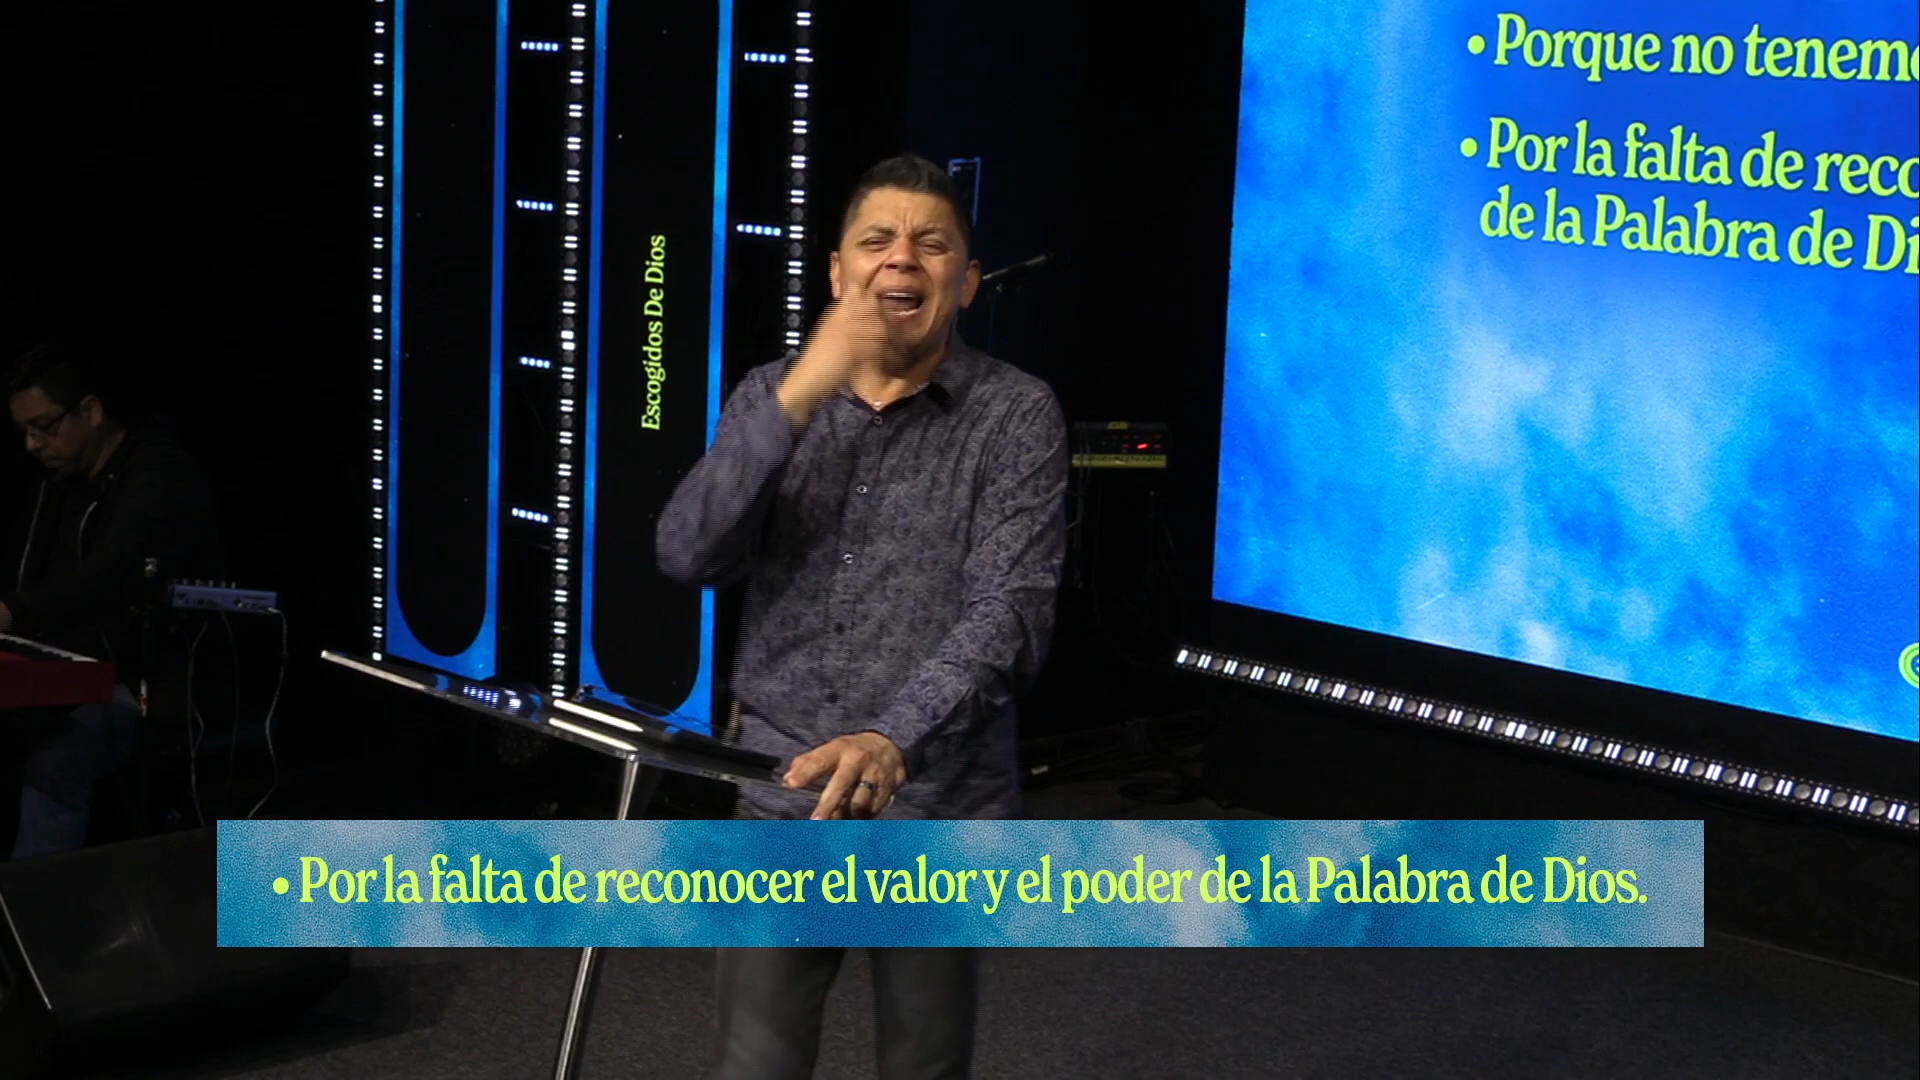 • Porque no tenem
• Por la falta de reco
de la Palabra de Di
Escogidos De Dios
• Por la falta de reconocer el valor y el poder de la Palabra de Dios.